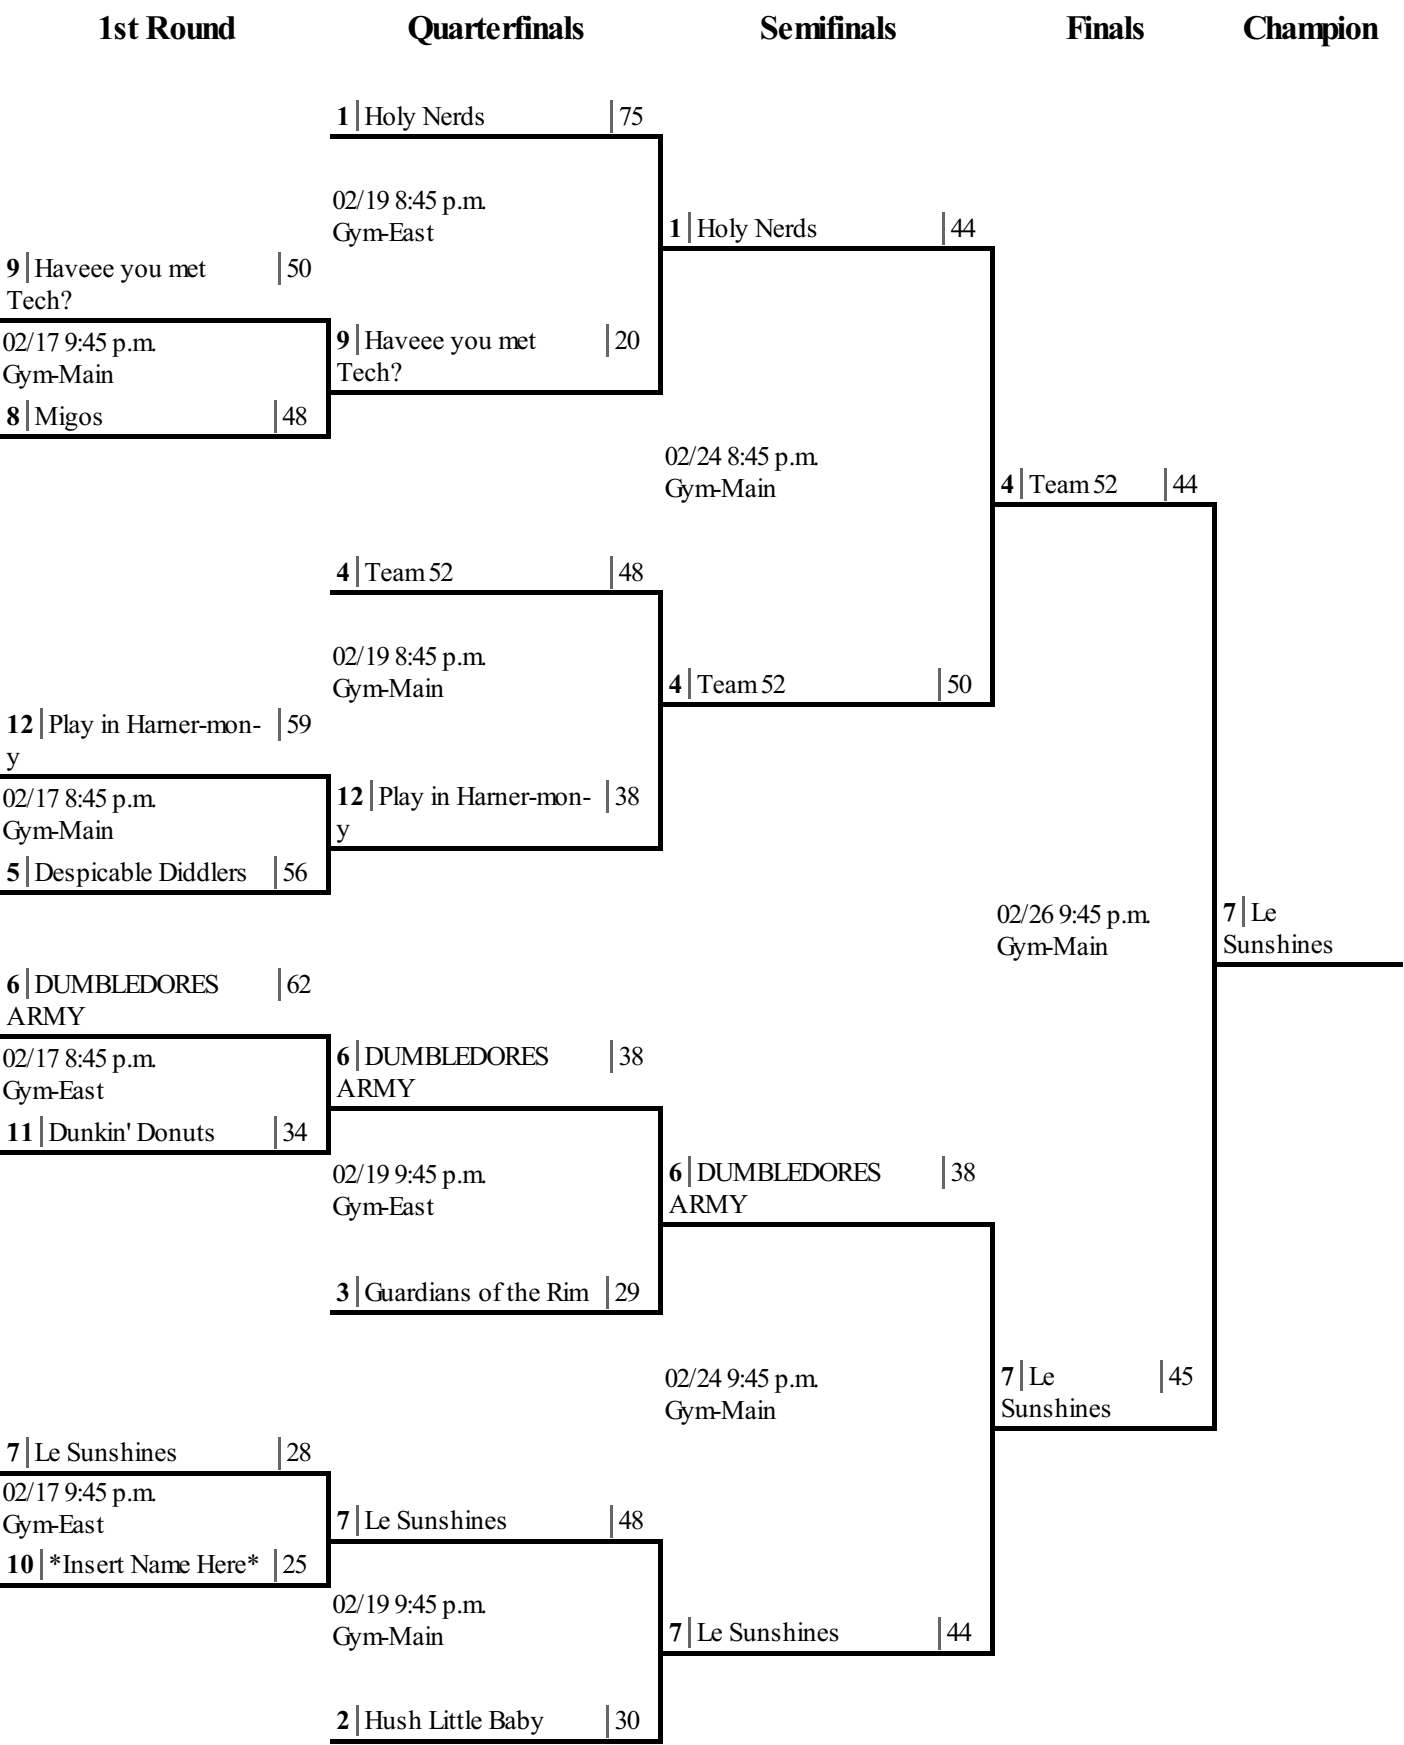 1st Round Quarterfinals Semifinals Finals Champion
1 Holy Nerds 75
02/19 8:45 p.m.
Gym-East
1 Holy Nerds 44
9 Haveee you met 50
Tech?
02/17 9:45 p.m.
Gym-Main
9 Haveee you met 20
Tech?
8 Migos 48
02/24 8:45 p.m.
Gym-Main
4 Team 52 44
4 Team 52 48
02/19 8:45 p.m.
Gym-Main
4 Team 52 50
12 Play in Harner-mon- 59
y
02/17 8:45 p.m.
Gym-Main
12 Play in Harner-mon- 38
y
5 Despicable Diddlers 56
02/26 9:45 p.m.
Gym-Main
7 Le
Sunshines
6 DUMBLEDORES 62
ARMY
02/17 8:45 p.m.
Gym-East
6 DUMBLEDORES 38
ARMY
11 Dunkin' Donuts 34
02/19 9:45 p.m.
Gym-East
6 DUMBLEDORES 38
ARMY
3 Guardians of the Rim 29
02/24 9:45 p.m.
Gym-Main
7 Le 45
Sunshines
7 Le Sunshines 28
02/17 9:45 p.m.
Gym-East
7 Le Sunshines 48
10 *Insert Name Here* 25
02/19 9:45 p.m.
Gym-Main
7 Le Sunshines 44
2 Hush Little Baby 30